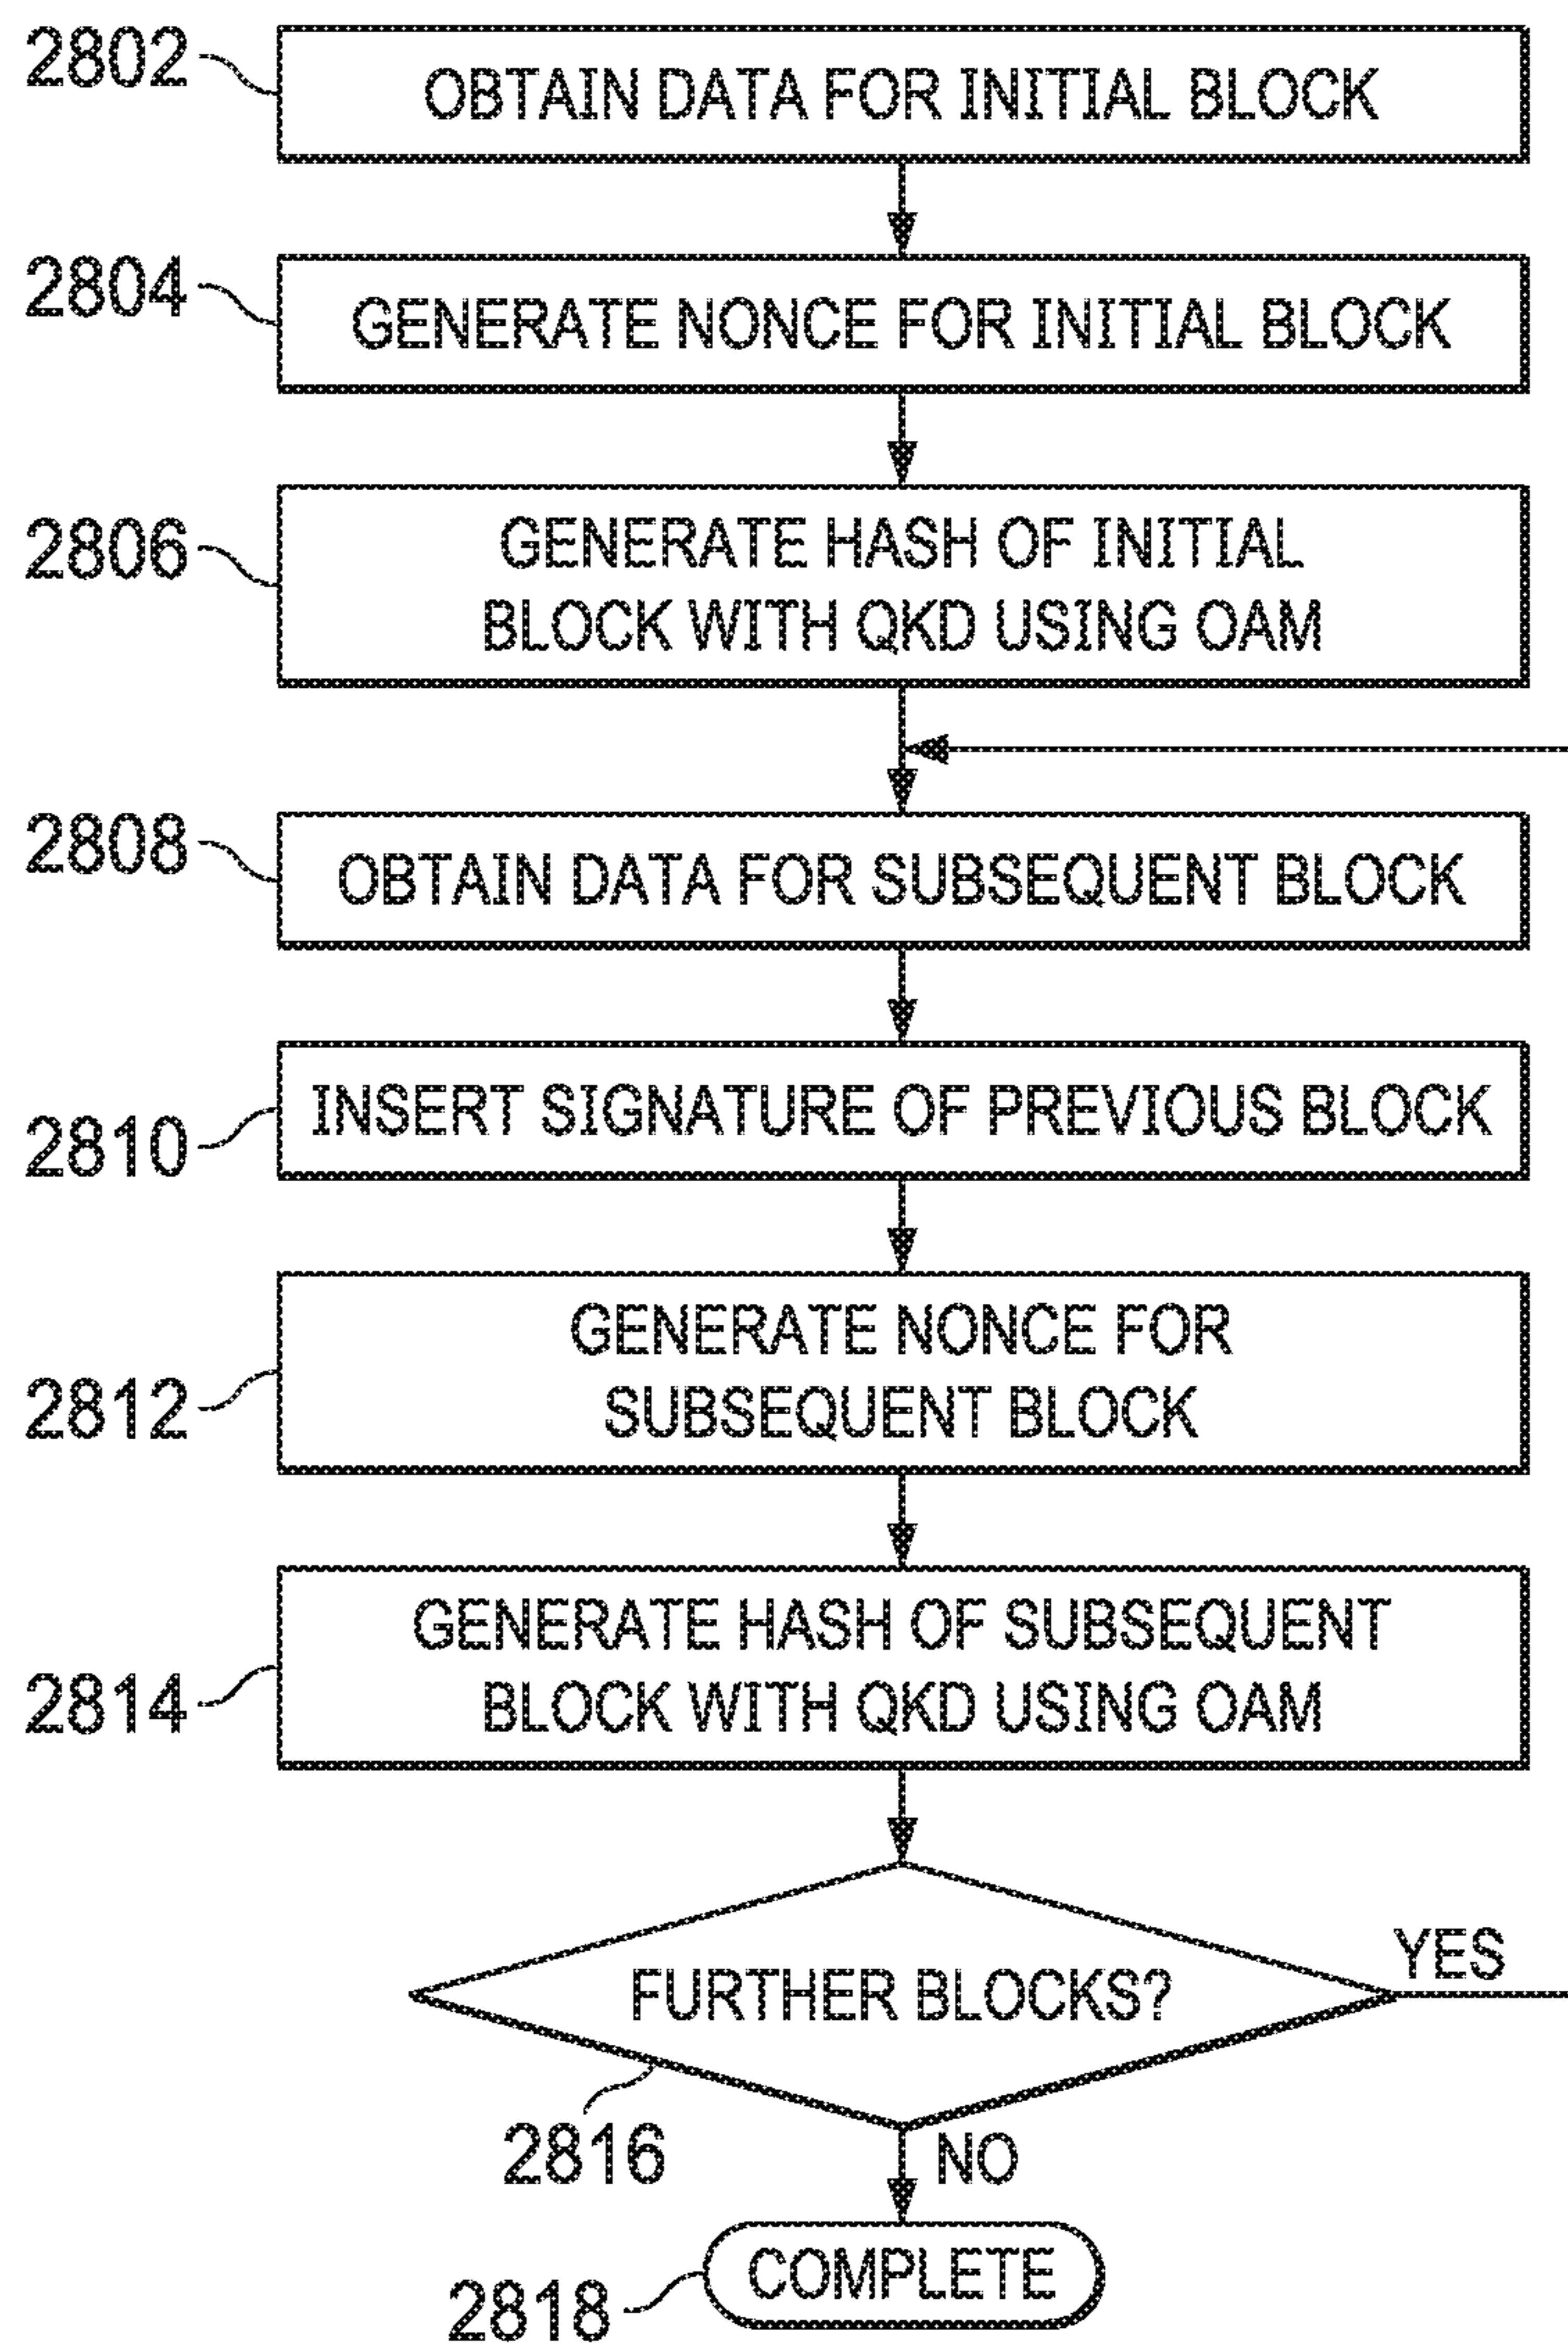 2802
OBTAIN DATA FOR INITIAL BLOCK
2804
GENERATE NONCE FOR INITIAL BLOCK
2806
GENERATE HASH OF INITIAL
BLOCK WITH QKD USING OAM
2808
OBTAIN DATA FOR SUBSEQUENT BLOCK
2810
INSERT SIGNATURE OF PREVIOUS BLOCK
2812
GENERATE NONCE FOR
SUBSEQUENT BLOCK
2814
GENERATE HASH OF SUBSEQUENT
BLOCK WITH QKD USING OAM
FURTHER BLOCKS?
YES
2816
NO
COMPLETE
2818